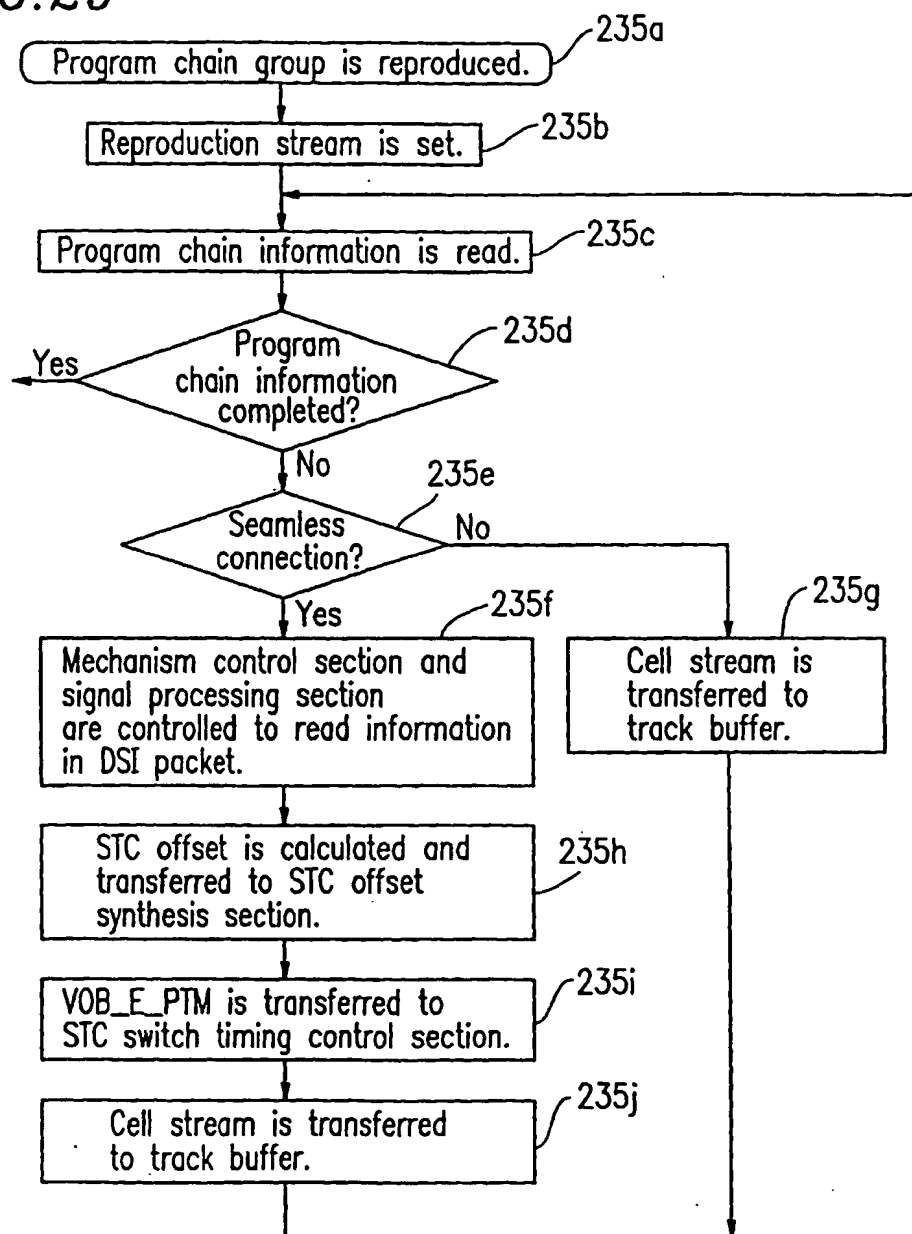 235a
Program chain group is reproduced.
235b
Reproduction stream is set.
235c
Program chain information is read.
235d
Program
chain information
completed?
Yes
No
235e
Seamless
connection?
No
Yes
235f
Mechanism control section and
signal processing section
are controlled to read information
in DSI packet.
235g
Cell stream is
transferred to
track buffer.
235h
STC offset is calculated and
transferred to STC offset
synthesis section.
235i
VOB_E_PTM is transferred to
STC switch timing control section.
235j
Cell stream is transferred
to track buffer.